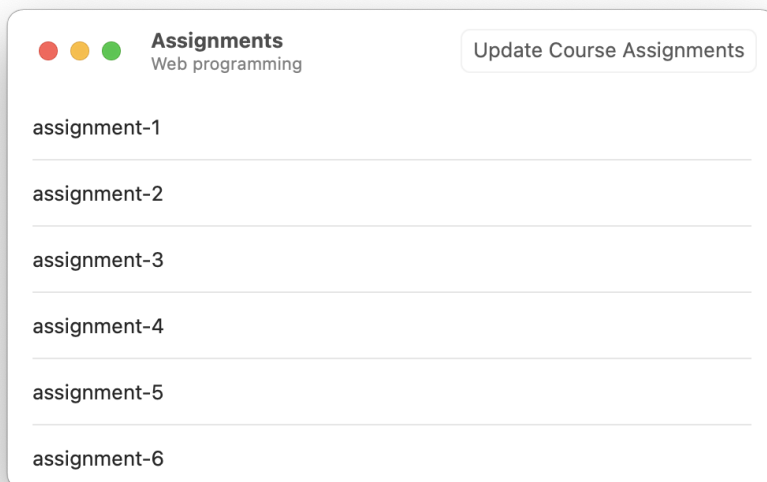 Assignments
Web programming
Update Course Assignments
assignment-1
assignment-2
assignment-3
assignment-4
assignment-5
assignment-6